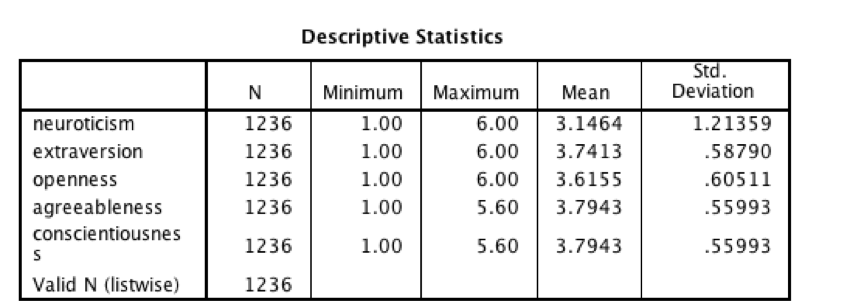 Descriptive Statistics
N Minimum Maximum Mean Std. Deviation
neuroticism 1236 1.00 6.00 3.1464 1.21359
extraversion 1236 1.00 6.00 3.7413 .58790
openness 1236 1.00 6.00 3.6155 .60511
agreeableness 1236 1.00 5.60 3.7943 .55993
conscientiousnes
s 1236 1.00 5.60 3.7943 .55993
Valid N (listwise) 1236